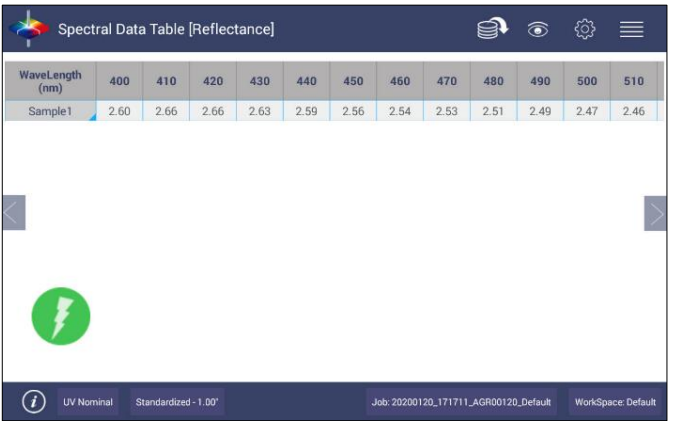 Spectral Data Table [Reflectance]
WaveLength (nm) 400 410 420 430 440 450 460 470 480 490 500 510
Sample1 2.60 2.66 2.66 2.63 2.59 2.56 2.54 2.53 2.51 2.49 2.47 2.46
i UV Nominal Standardized - 1.00" Job: 20200120_171711_AGR00120_Default WorkSpace: Default